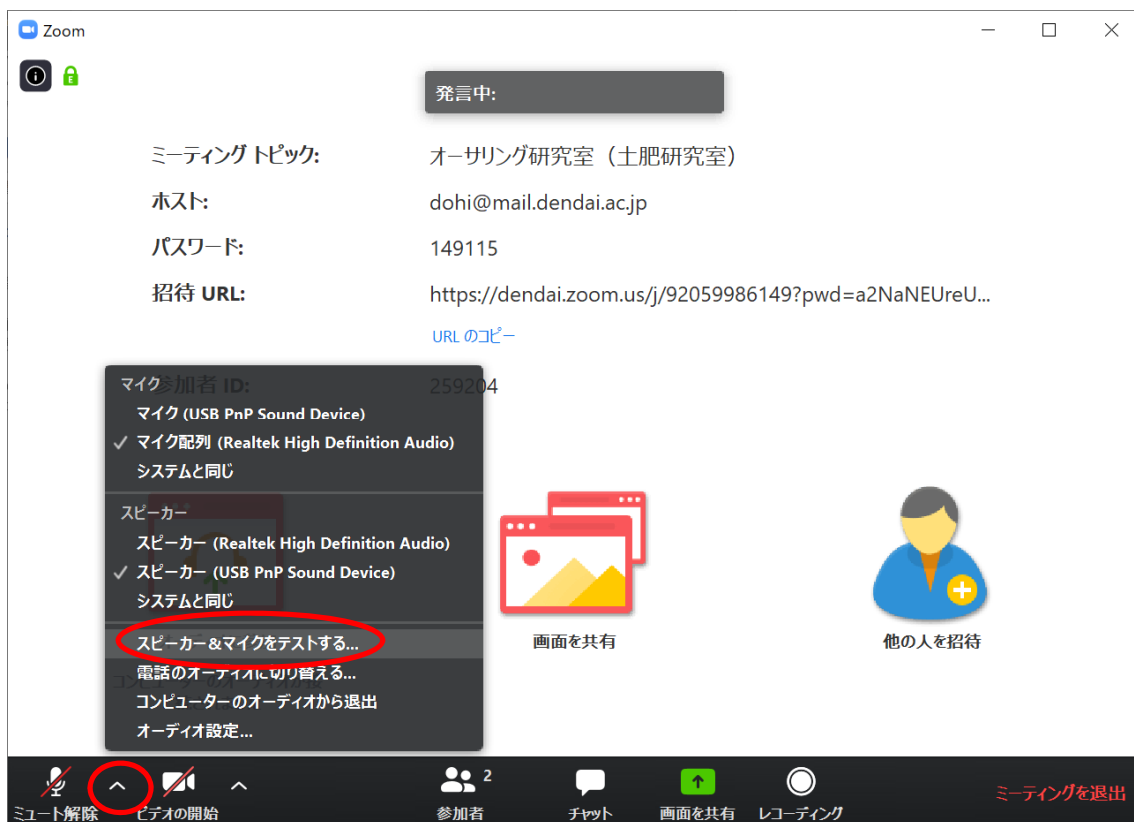 Zoom
発言中:
ミーティング トピック: オーサリング研究室（土肥研究室）
ホスト: dohi@mail.dendai.ac.jp
パスワード: 149115
招待 URL: https://dendai.zoom.us/j/92059986149?pwd=a2NaNEUreU...
URL のコピー
参加者 ID: 259204
マイク
マイク (USB PnP Sound Device)
✓ マイク配列 (Realtek High Definition Audio)
システムと同じ
スピーカー
スピーカー (Realtek High Definition Audio)
✓ スピーカー (USB PnP Sound Device)
システムと同じ
スピーカー＆マイクをテストする...
電話のオーディオに切り替える...
コンピューターのオーディオから退出
オーディオ設定...
画面を共有
他の人を招待
ミュート解除 ビデオの開始 2 参加者 チャット 画面を共有 レコーディング ミーティングを退出